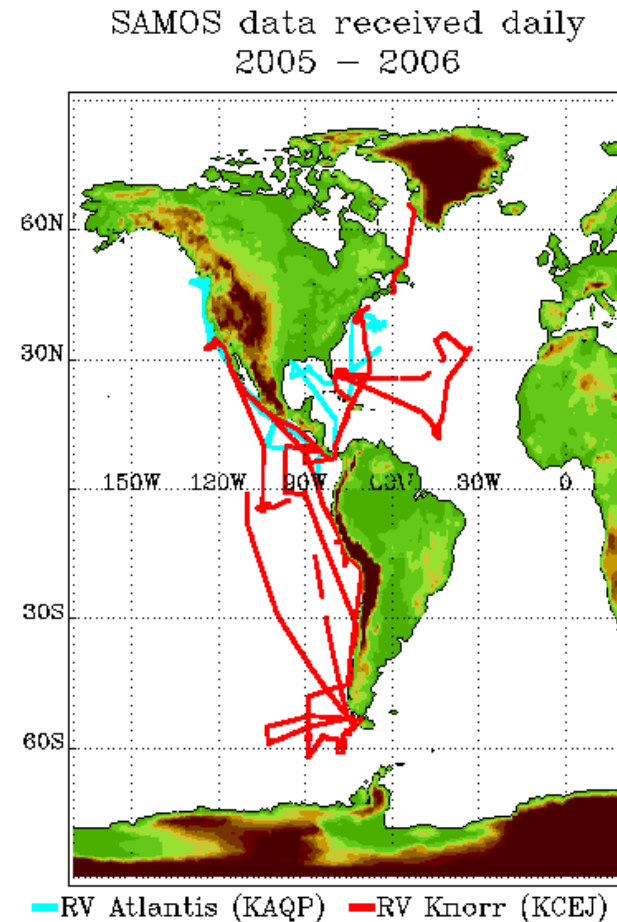 SAMOS data received daily
2005 – 2006
60N
30N
150W 120W 90W 60W 30W 0
30S
60S
RV Atlantis (KAQP) RV Knorr (KCEJ)